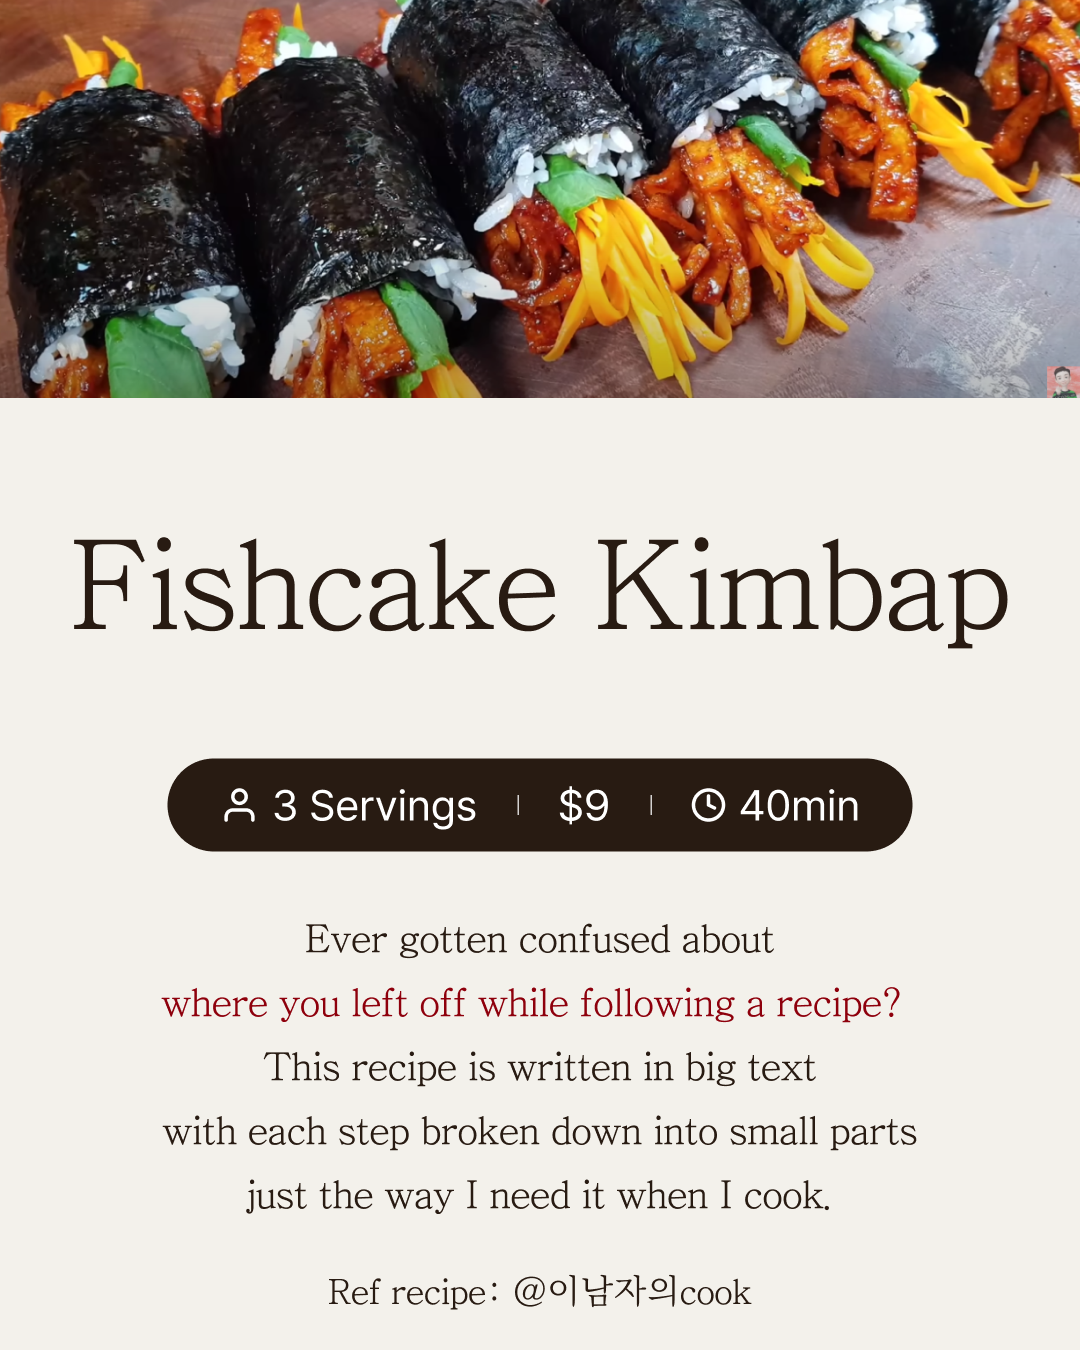 Fishcake Kimbap
3 Servings | $9 | 40min
Ever gotten confused about
where you left off while following a recipe?
This recipe is written in big text
with each step broken down into small parts
just the way I need it when I cook.
Ref recipe: @이남자의cook